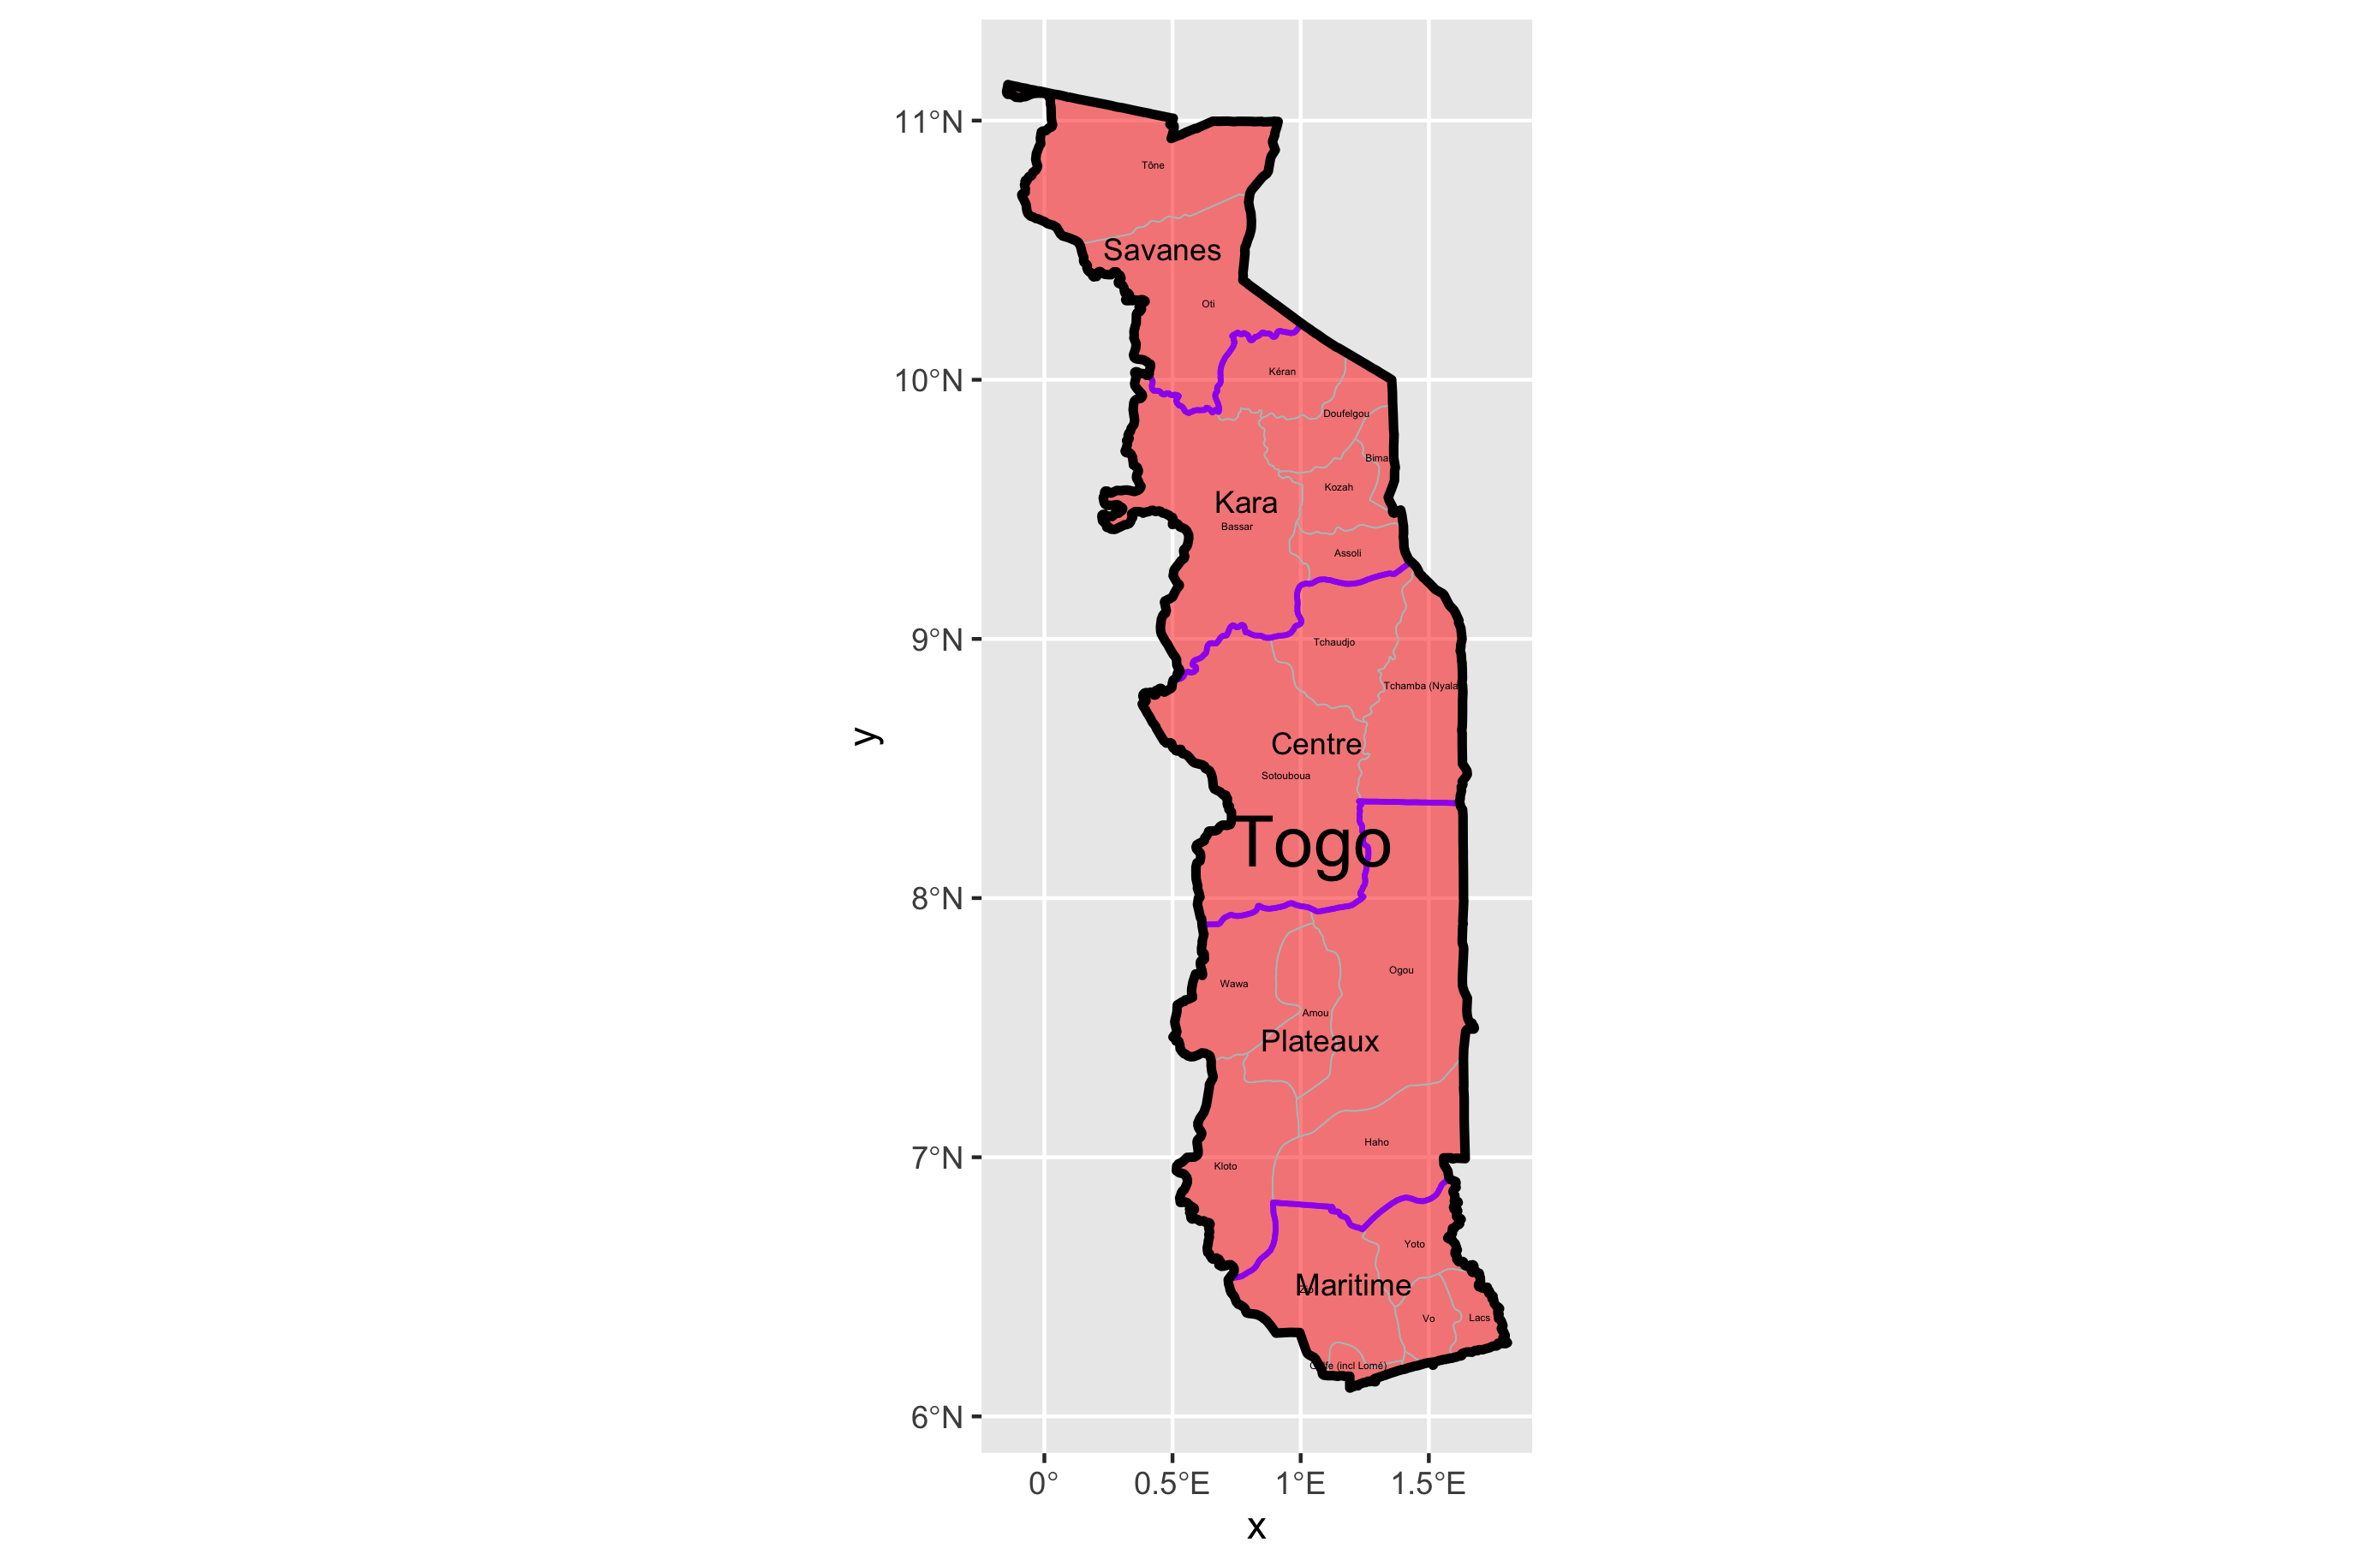 11°N
Tône
Savanes
Oti
10°N
Kéran
Doufelgou
Bima
Kozah
Kara
Bassar
Assoli
9°N
Tchaudjo
Tchamba (Nyala
Centre
y
Sotouboua
Togo
8°N
Ogou
Wawa
Amou
Plateaux
7°N
Haho
Kloto
Yoto
Maritime
Vo
Lacs
(incl Lomé)
6°N
0°
0.5°E
1°E
1.5°E
x